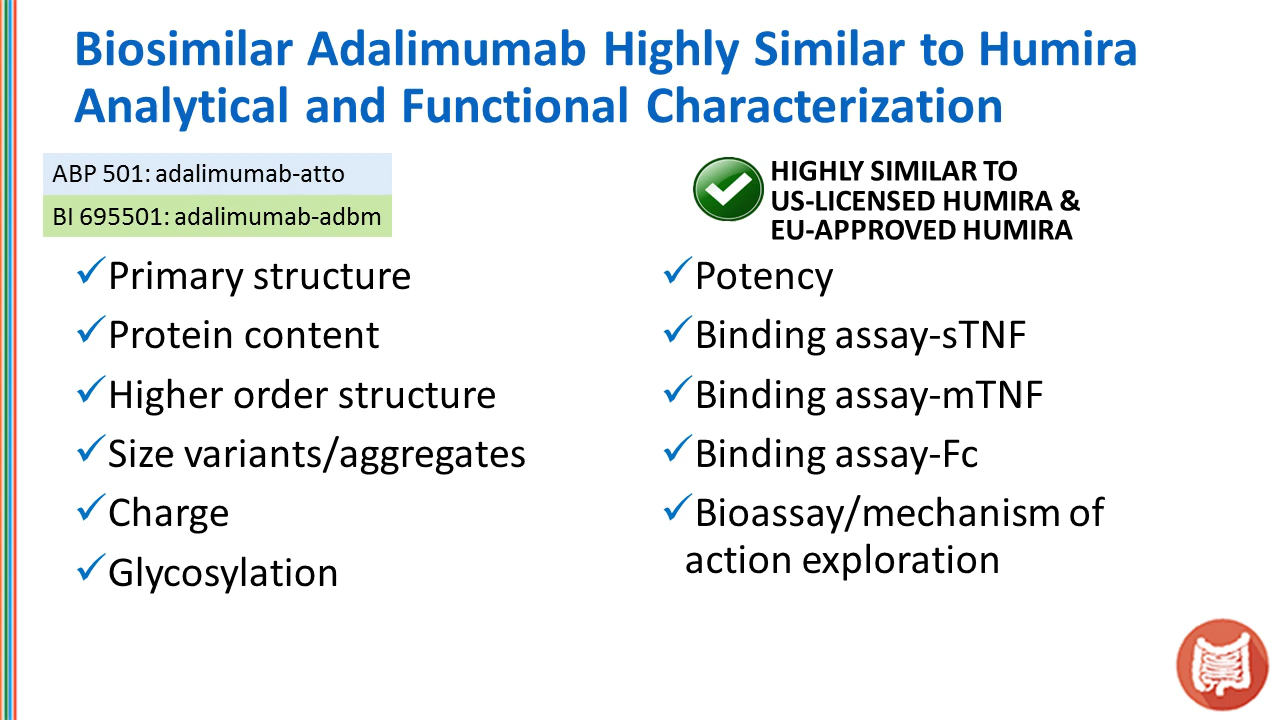 Biosimilar Adalimumab Highly Similar to Humira
Analytical and Functional Characterization
ABP 501: adalimumab-atto
BI 695501: adalimumab-adbm
HIGHLY SIMILAR TO
US-LICENSED HUMIRA &
EU-APPROVED HUMIRA
Primary structure
Protein content
Higher order structure
Size variants/aggregates
Charge
Glycosylation
Potency
Binding assay-sTNF
Binding assay-mTNF
Binding assay-Fc
Bioassay/mechanism of
action exploration